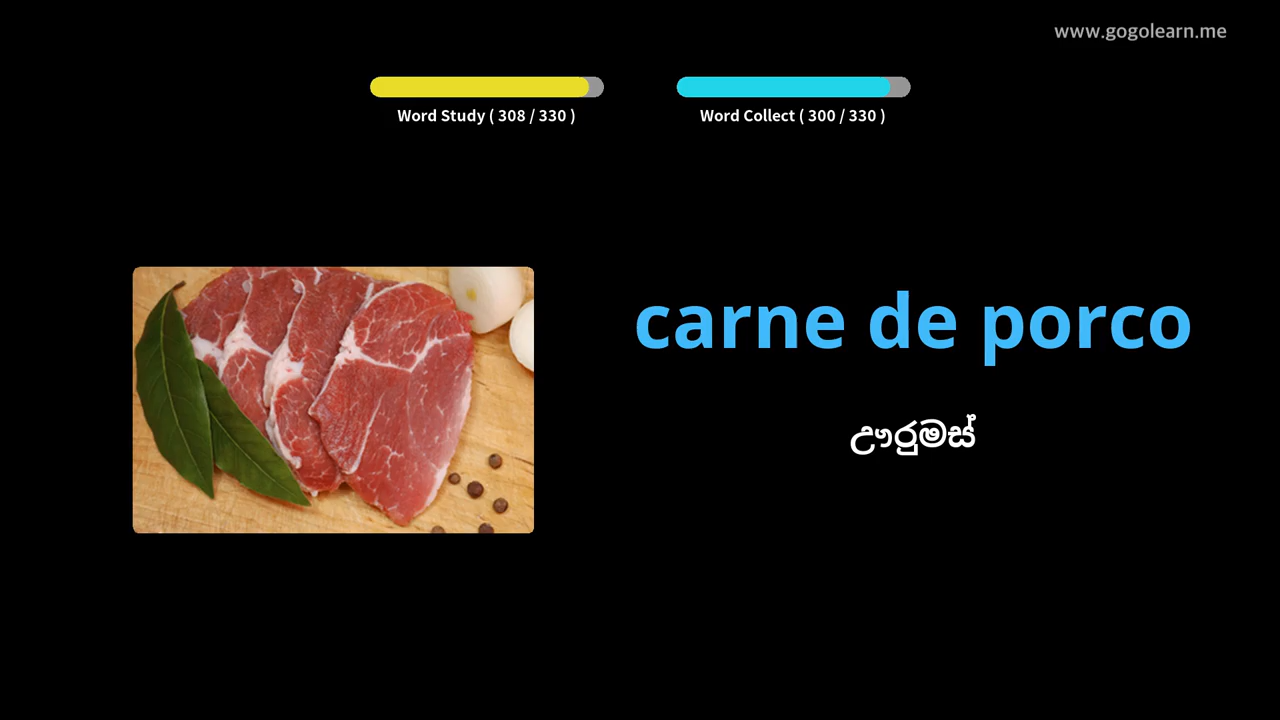 www.gogolearn.me
Word Study ( 308 / 330 )
Word Collect ( 300 / 330 )
carne de porco
ඌරුමස්